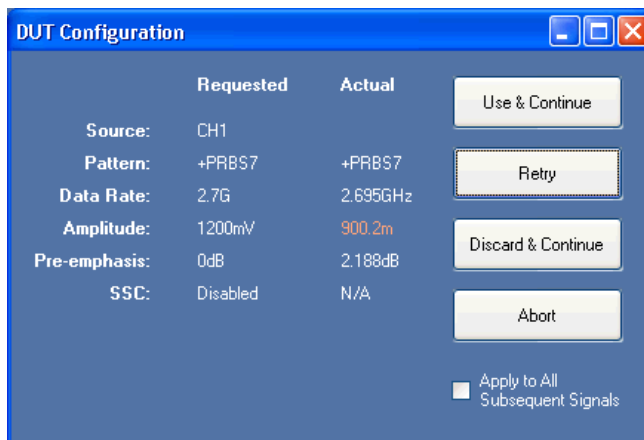 DUT Configuration
Requested Actual
Source: CH1
Pattern: +PRBS7 +PRBS7
Data Rate: 2.7G 2.695GHz
Amplitude: 1200mV 900.2m
Pre-emphasis: 0dB 2.188dB
SSC: Disabled N/A
Use & Continue
Retry
Discard & Continue
Abort
Apply to All
Subsequent Signals